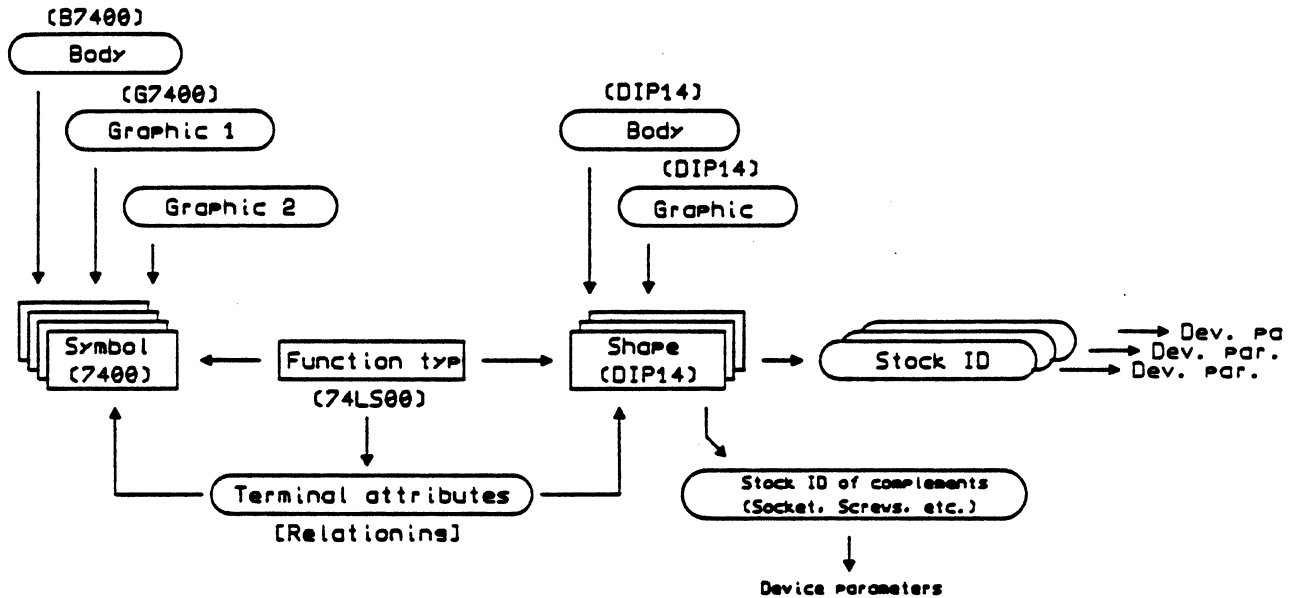 (B7400)
Body
(G7400)
Graphic 1
Graphic 2
(DIP14)
Body
(DIP14)
Graphic
Symbol
(7400)
Function typ
(74LS00)
Shape
(DIP14)
Stock ID
Dev. pa
Dev. par.
Dev. par.
Terminal attributes
[Relationing]
Stock ID of complements
(Socket, Screws, etc.)
Device parameters